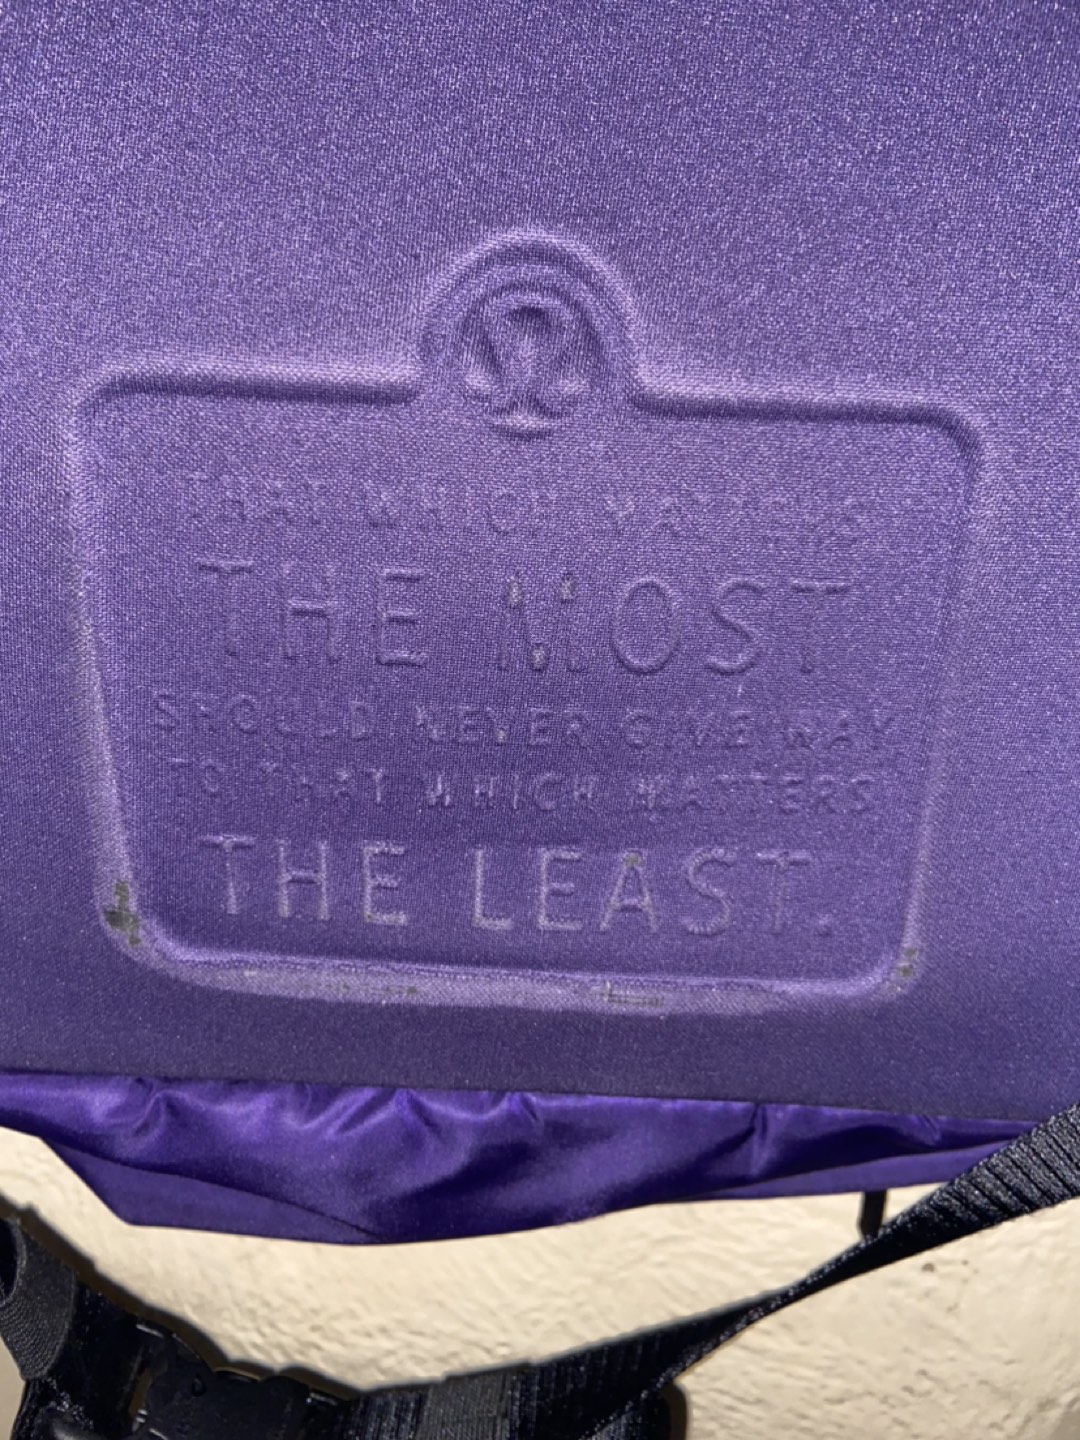 THAT WHICH MATTERS
THE MOST
SHOULD NEVER GIVE WAY
TO THAT WHICH MATTERS
THE LEAST.